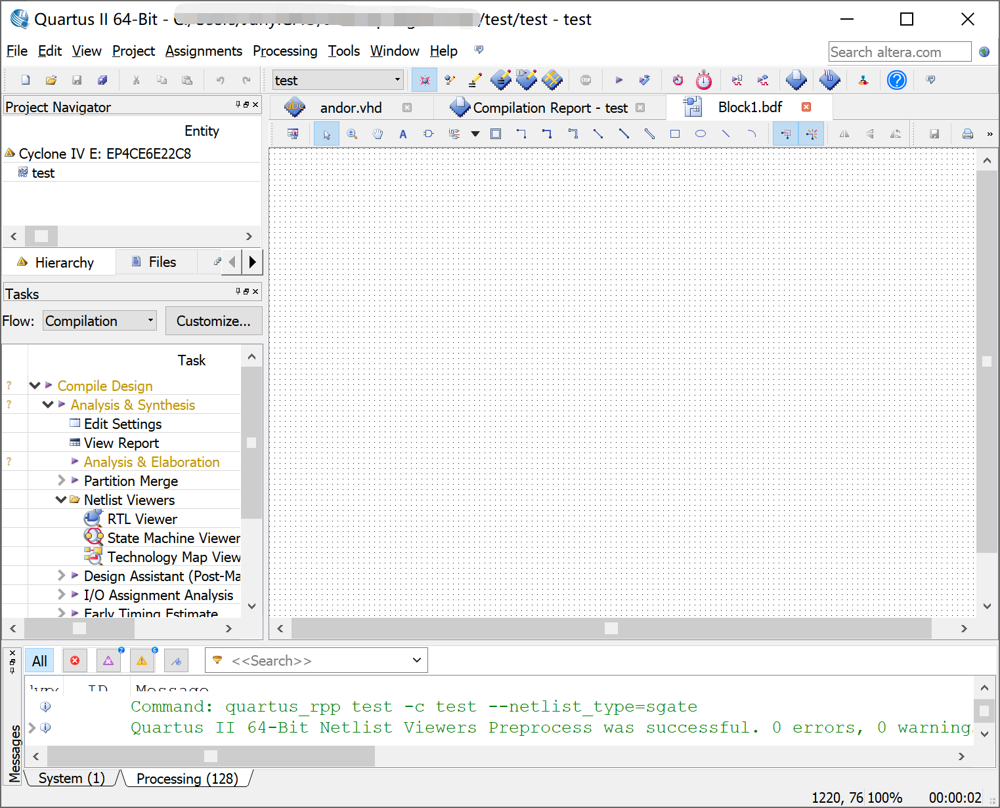 Quartus II 64-Bit - /test/test - test
File Edit View Project Assignments Processing Tools Window Help
Search altera.com
test
Project Navigator
andor.vhd
Compilation Report - test
Block1.bdf
Entity
Cyclone IV E: EP4CE6E22C8
test
Hierarchy
Files
Tasks
Flow: Compilation
Customize...
Task
Compile Design
Analysis & Synthesis
Edit Settings
View Report
Analysis & Elaboration
Partition Merge
Netlist Viewers
RTL Viewer
State Machine Viewer
Technology Map View
Design Assistant (Post-Ma
I/O Assignment Analysis
Early Timing Estimate
All
2
6
<<Search>>
Type ID Message
Command: quartus_rpp test -c test --netlist_type=sgate
Quartus II 64-Bit Netlist Viewers Preprocess was successful. 0 errors, 0 warning
Messages
System (1)
Processing (128)
1220, 76 100% 00:00:02